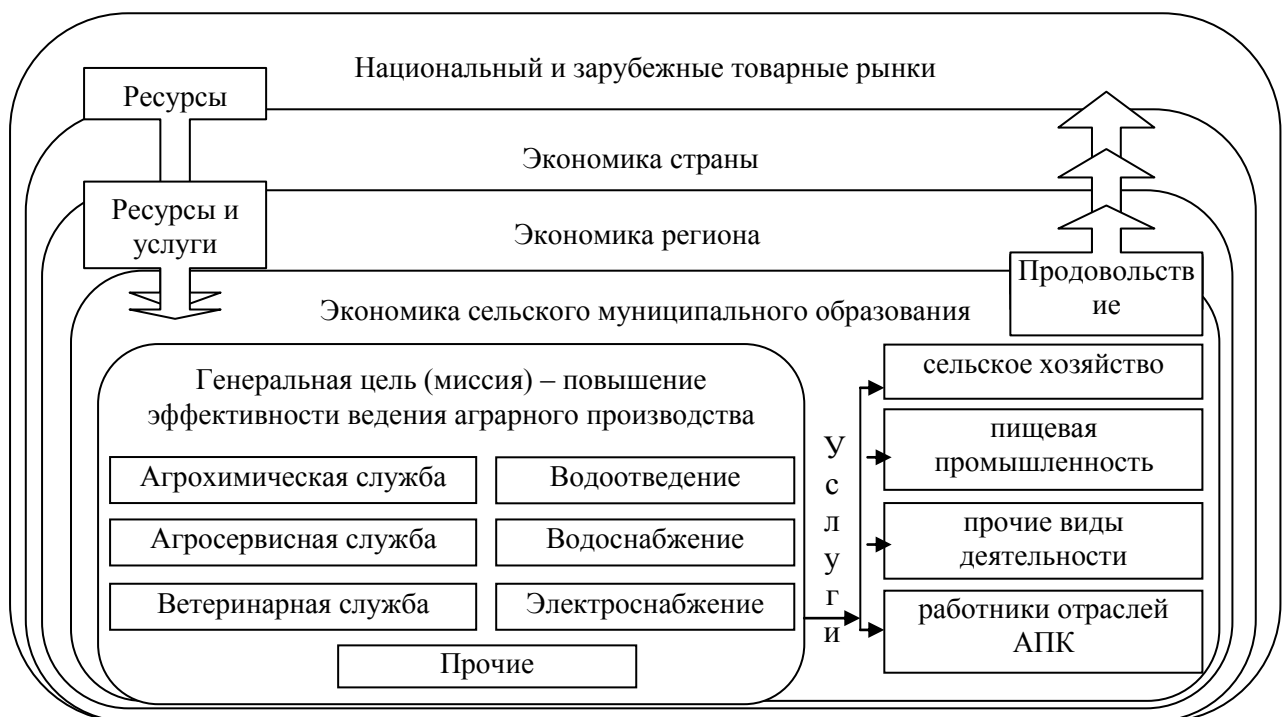 Национальный и зарубежные товарные рынки
Ресурсы
Экономика страны
Ресурсы и
услуги
Экономика региона
Продовольств
ие
Экономика сельского муниципального образования
Генеральная цель (миссия) – повышение
эффективности ведения аграрного производства
Агрохимическая служба
Водоотведение
Агросервисная служба
Водоснабжение
Ветеринарная служба
Электроснабжение
Прочие
У
с
л
у
г
и
сельское хозяйство
пищевая
промышленность
прочие виды
деятельности
работники отраслей
АПК